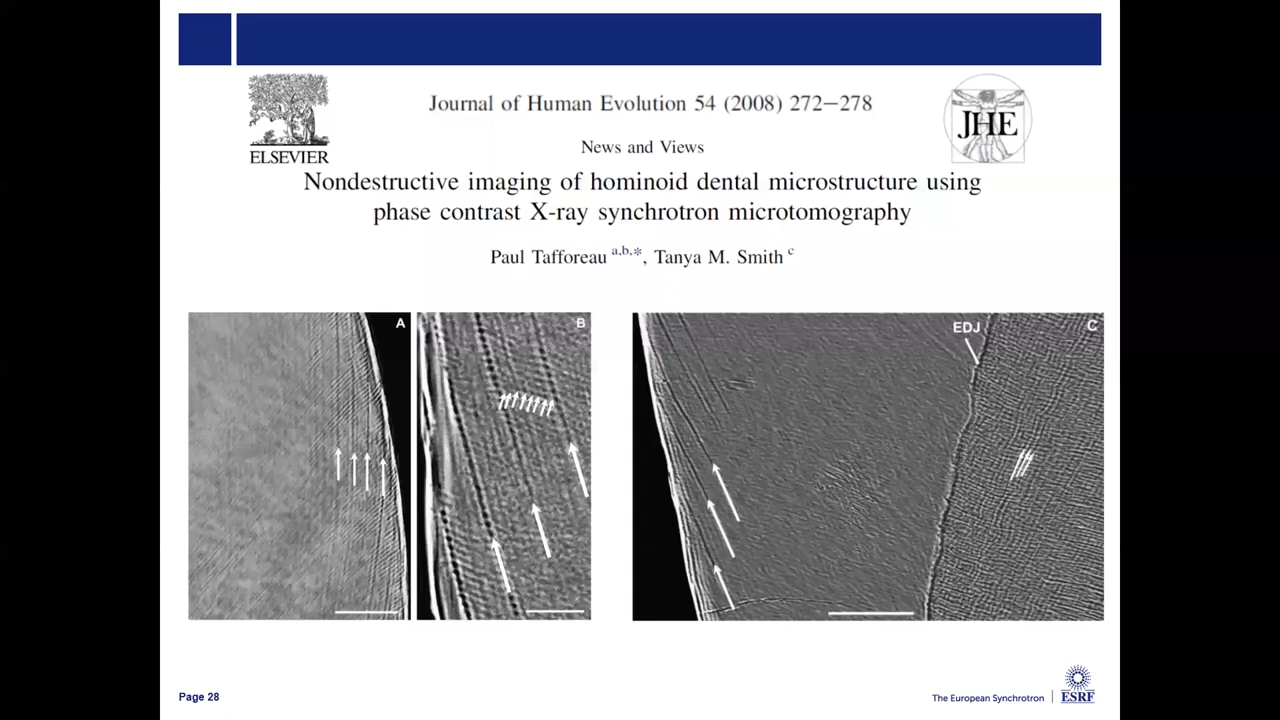 ELSEVIER
Journal of Human Evolution 54 (2008) 272–278
JHE
News and Views
Nondestructive imaging of hominoid dental microstructure using
phase contrast X-ray synchrotron microtomography
Paul Tafforeau a,b,*, Tanya M. Smith c
A
B
EDJ
C
Page 28
The European Synchrotron
ESRF